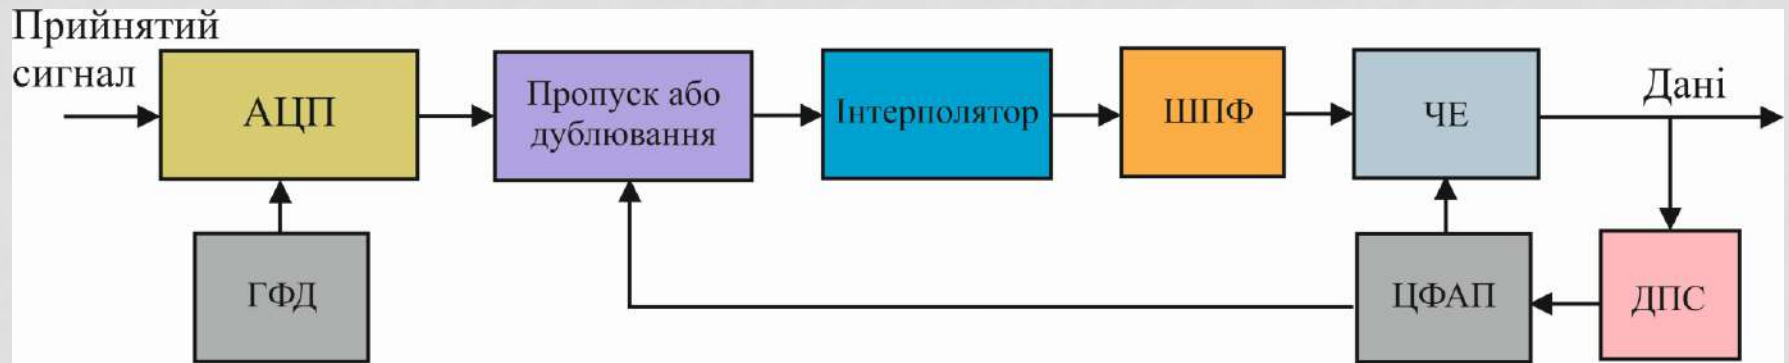 Прийнятий
сигнал
АЦП
Пропуск або
дублювання
Інтерполятор
ШПФ
ЧЕ
Дані
ГФД
ЦФАП
ДПС